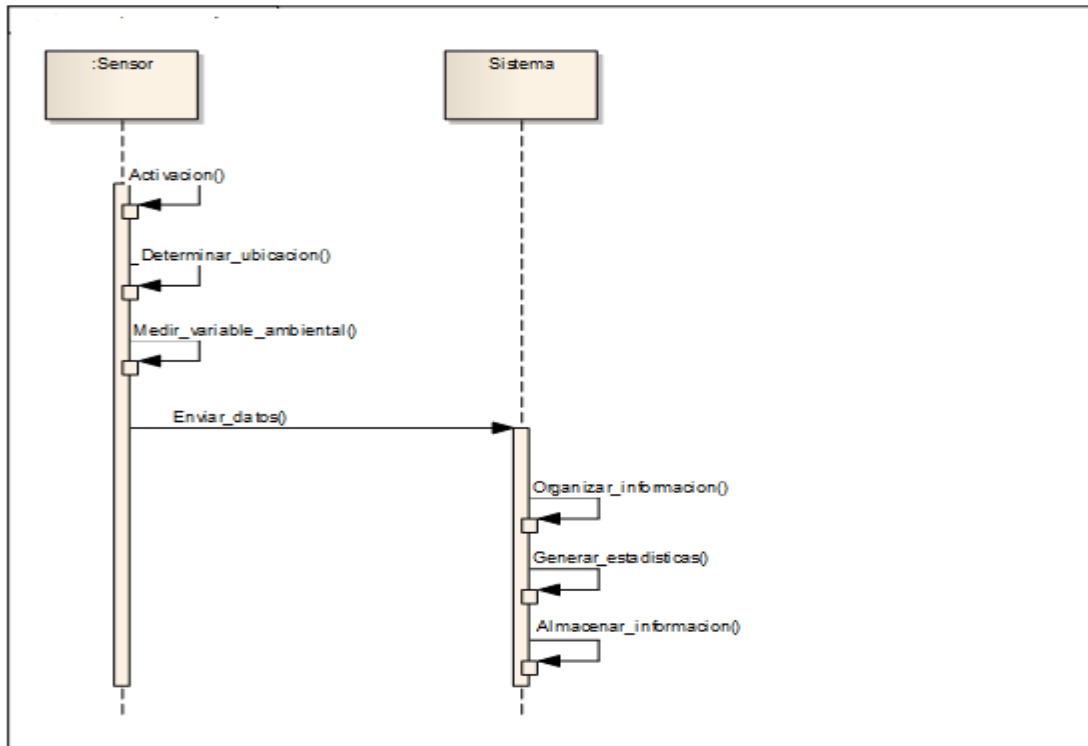 :Sensor
Sistema
Activacion()
Determinar_ubicacion()
Medir_variable_ambiental()
Enviar_datos()
Organizar_informacion()
Generar_estadisticas()
Almacenar_informacion()